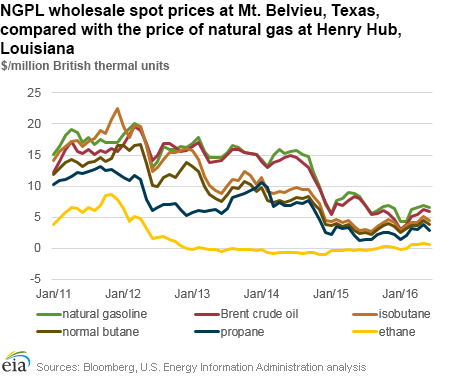 NGPL wholesale spot prices at Mt. Belvieu, Texas,
compared with the price of natural gas at Henry Hub,
Louisiana
$/million British thermal units
25
20
15
10
5
0
-5
Jan/11 Jan/12 Jan/13 Jan/14 Jan/15 Jan/16
natural gasoline Brent crude oil isobutane
normal butane propane ethane
eia Sources: Bloomberg, U.S. Energy Information Administration analysis